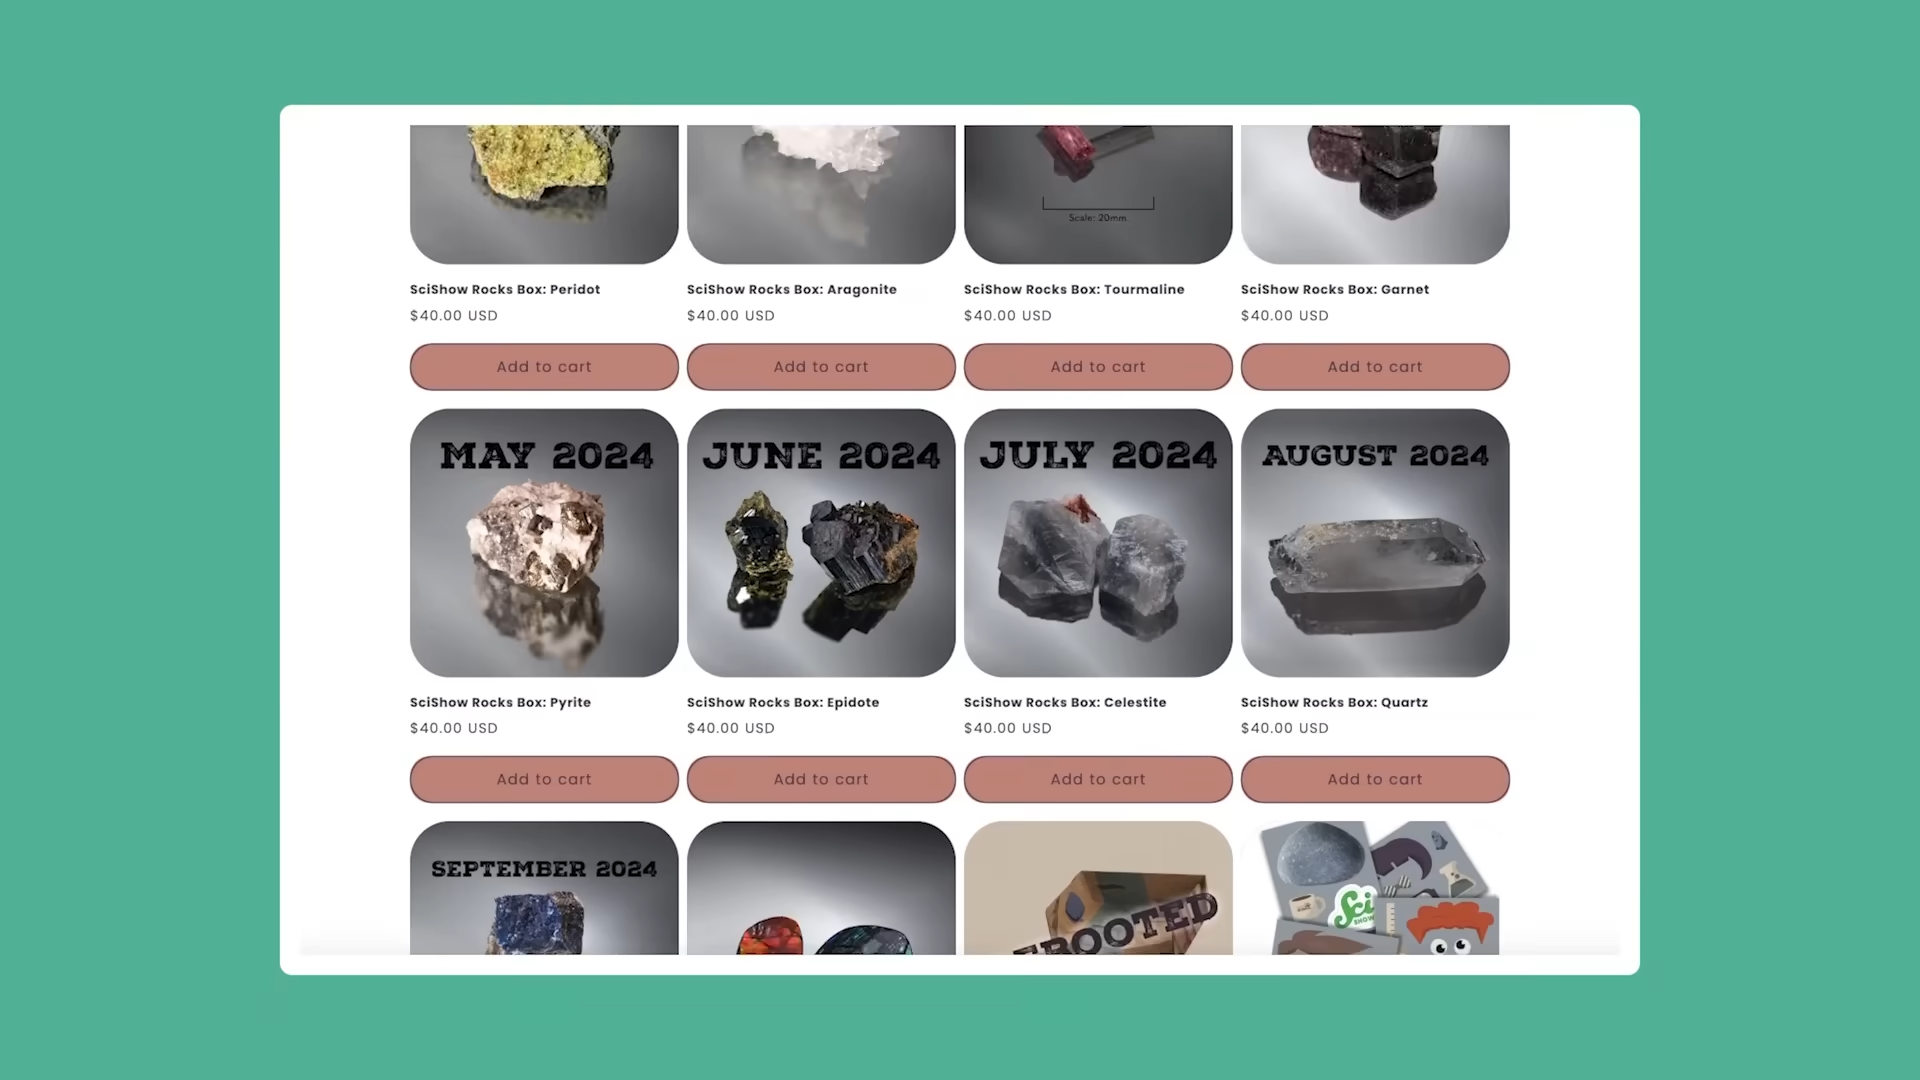 Scale: 20mm
SciShow Rocks Box: Peridot
$40.00 USD
Add to cart
SciShow Rocks Box: Aragonite
$40.00 USD
Add to cart
SciShow Rocks Box: Tourmaline
$40.00 USD
Add to cart
SciShow Rocks Box: Garnet
$40.00 USD
Add to cart
MAY 2024
SciShow Rocks Box: Pyrite
$40.00 USD
Add to cart
JUNE 2024
SciShow Rocks Box: Epidote
$40.00 USD
Add to cart
JULY 2024
SciShow Rocks Box: Celestite
$40.00 USD
Add to cart
AUGUST 2024
SciShow Rocks Box: Quartz
$40.00 USD
Add to cart
SEPTEMBER 2024
Sci
SHOW